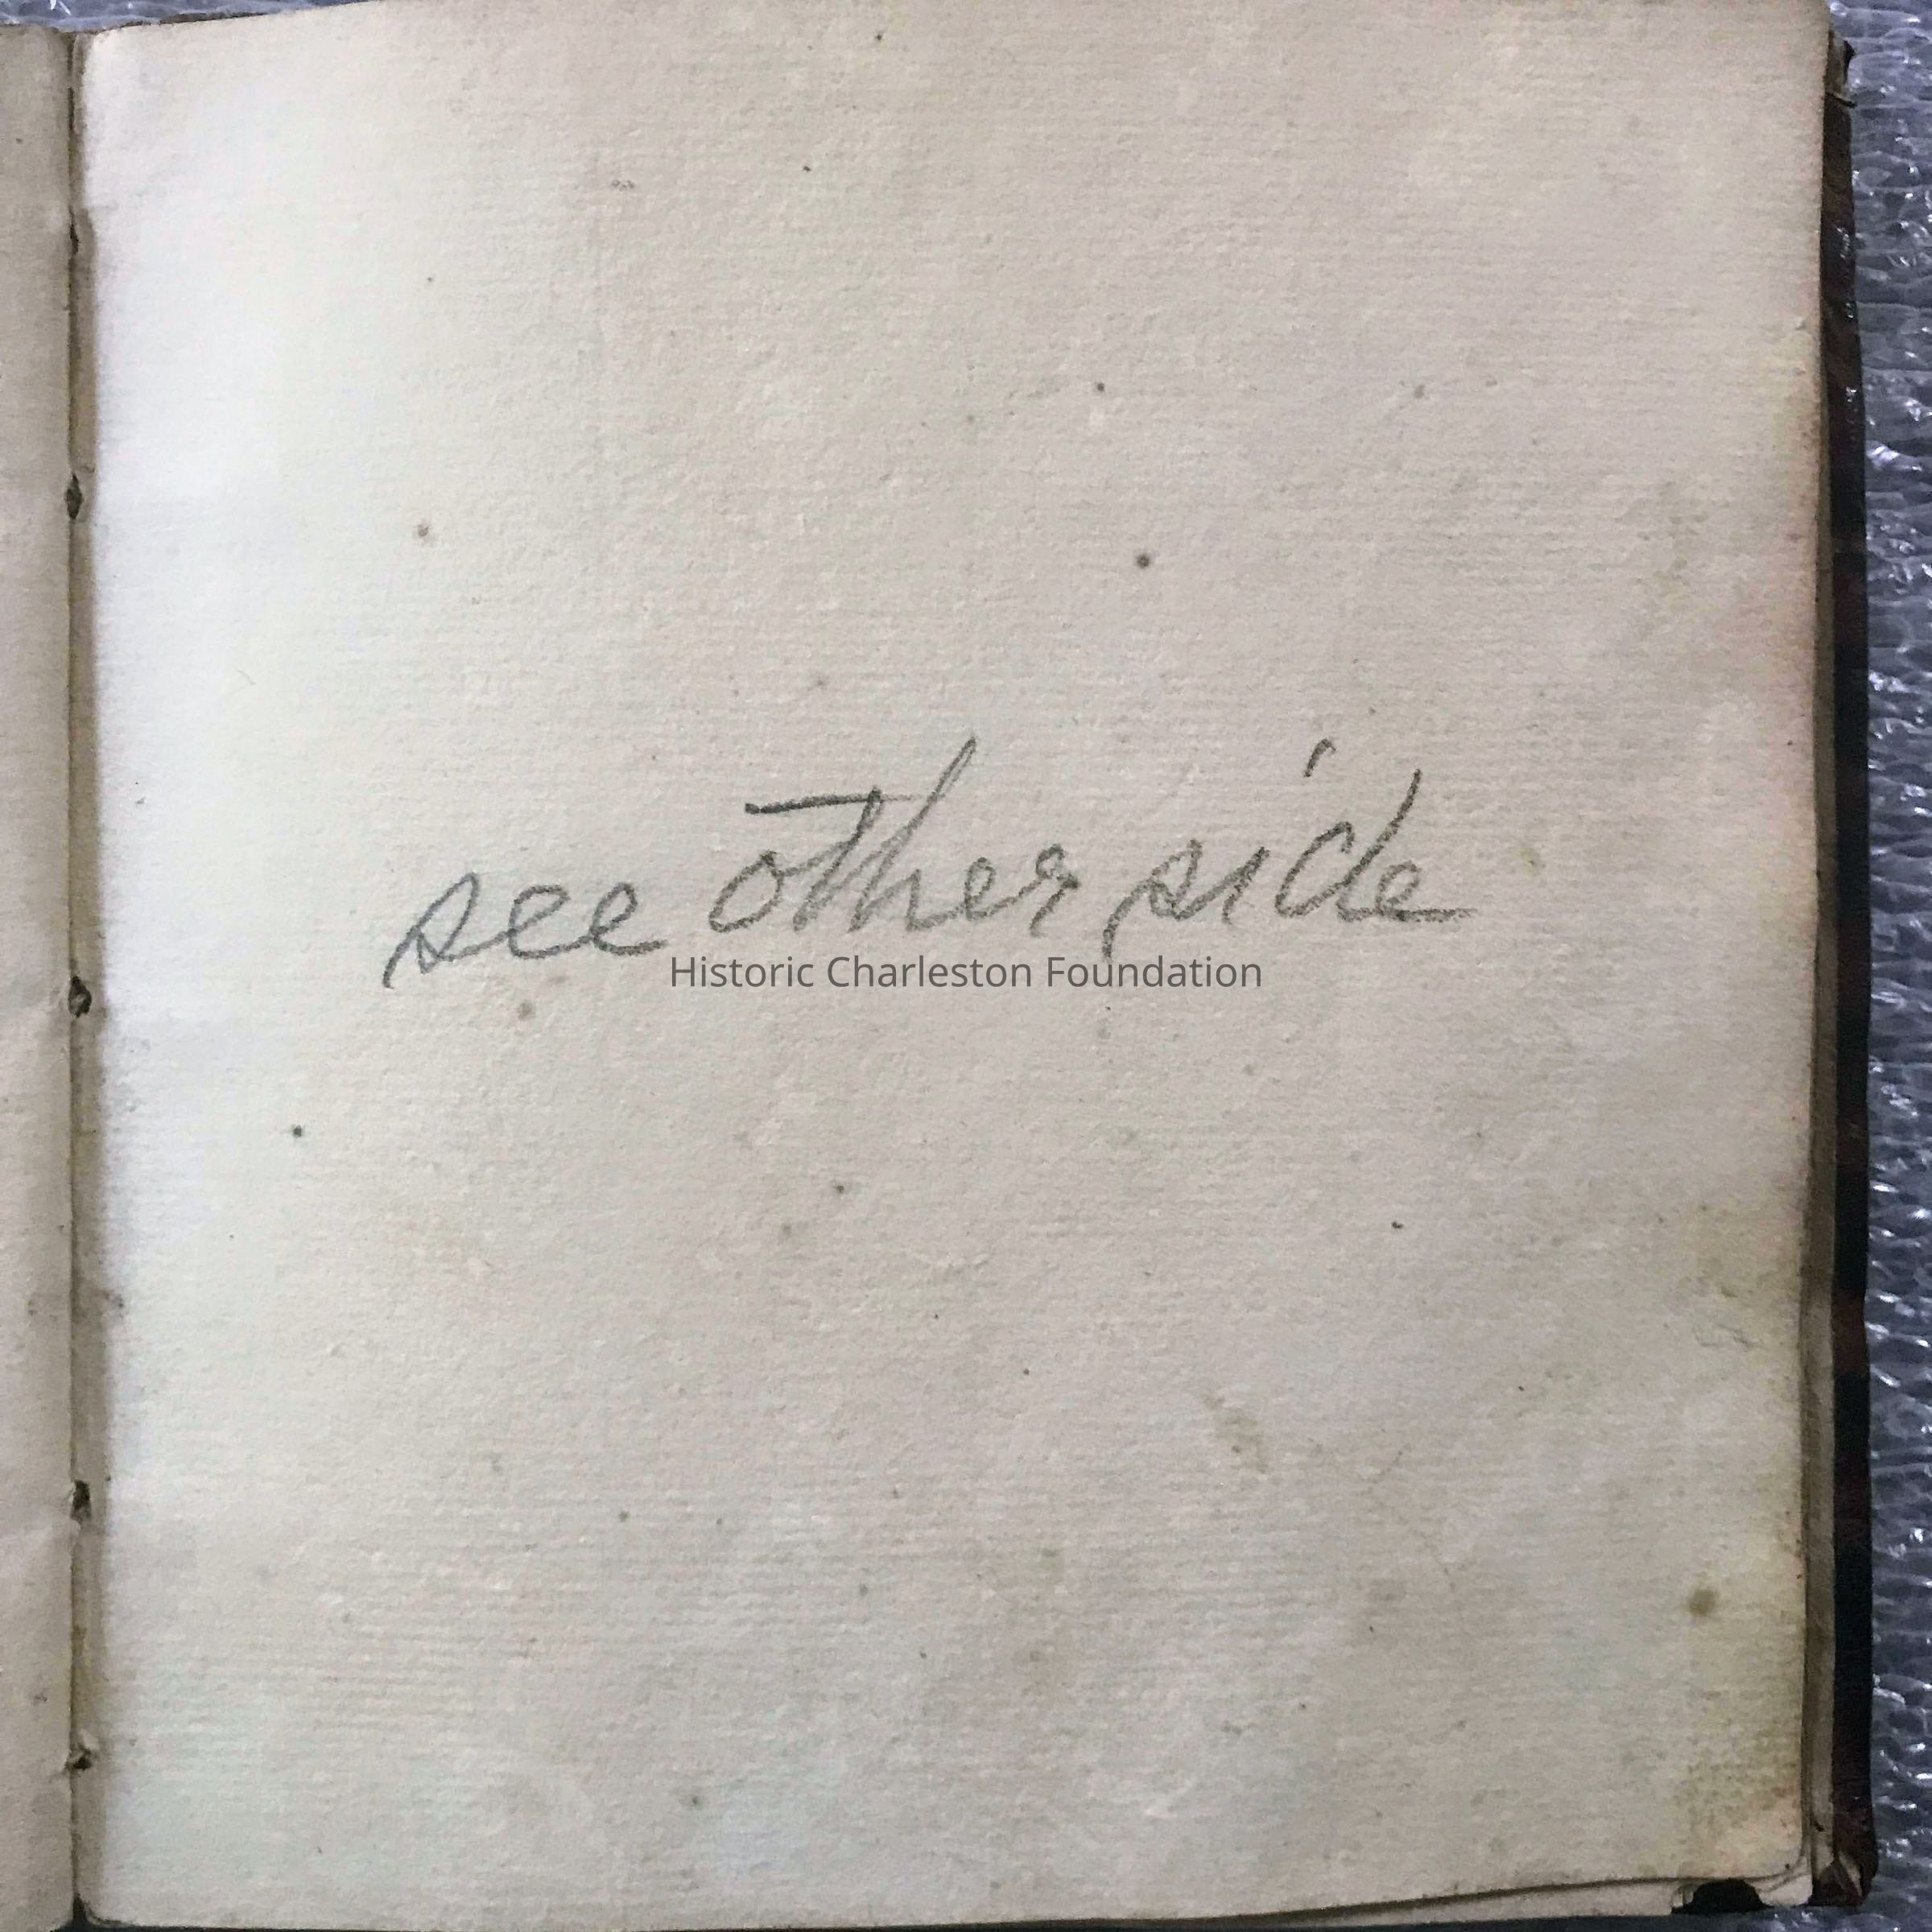 see other side
Historic Charleston Foundation